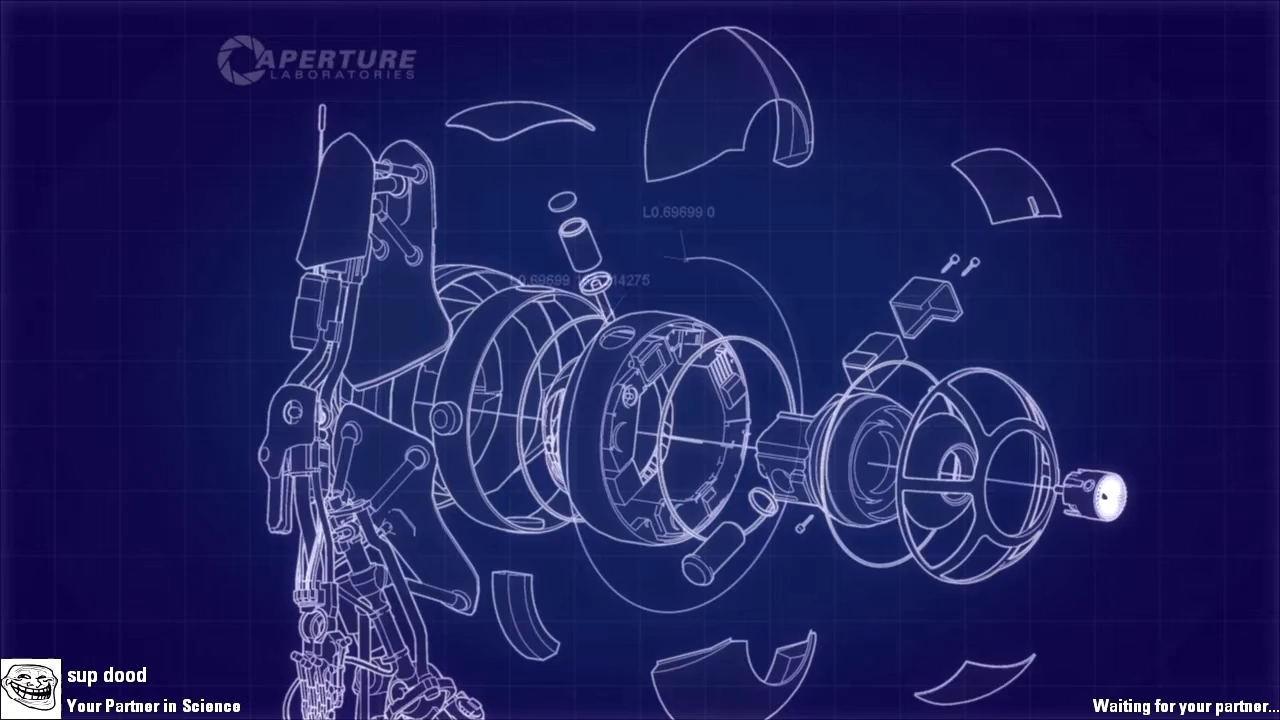 APERTURE
LABORATORIES
L0.69699 0
sup dood
Your Partner in Science
Waiting for your partner...